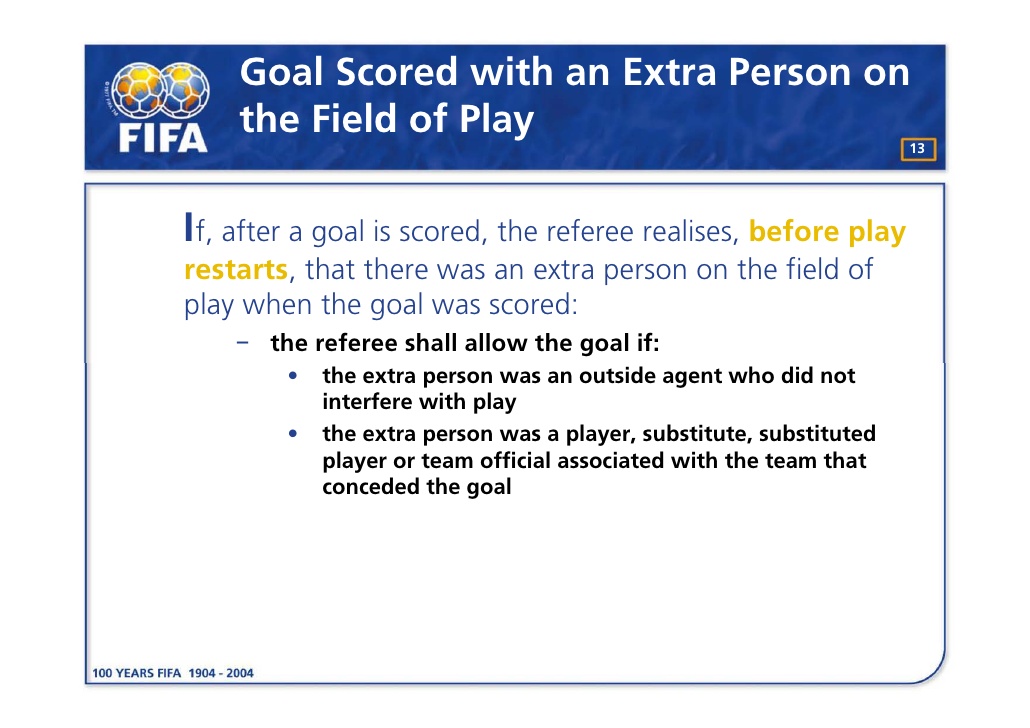 Goal Scored with an Extra Person on
the Field of Play
FIFA
13
If, after a goal is scored, the referee realises, before play
restarts, that there was an extra person on the field of
play when the goal was scored:
– the referee shall allow the goal if:
• the extra person was an outside agent who did not
interfere with play
• the extra person was a player, substitute, substituted
player or team official associated with the team that
conceded the goal
100 YEARS FIFA 1904 - 2004